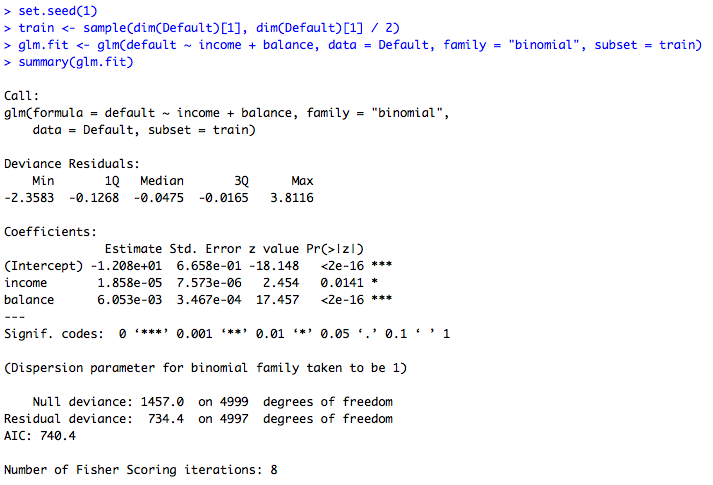 > set.seed(1)
> train <- sample(dim(Default)[1], dim(Default)[1] / 2)
> glm.fit <- glm(default ~ income + balance, data = Default, family = "binomial", subset = train)
> summary(glm.fit)

Call:
glm(formula = default ~ income + balance, family = "binomial", 
    data = Default, subset = train)

Deviance Residuals: 
    Min       1Q   Median       3Q      Max  
-2.3583  -0.1268  -0.0475  -0.0165   3.8116  

Coefficients:
              Estimate Std. Error z value Pr(>|z|)    
(Intercept) -1.208e+01  6.658e-01 -18.148   <2e-16 ***
income       1.858e-05  7.573e-06   2.454   0.0141 *  
balance      6.053e-03  3.467e-04  17.457   <2e-16 ***
---
Signif. codes:  0 ‘***’ 0.001 ‘**’ 0.01 ‘*’ 0.05 ‘.’ 0.1 ‘ ’ 1

(Dispersion parameter for binomial family taken to be 1)

    Null deviance: 1457.0  on 4999  degrees of freedom
Residual deviance:  734.4  on 4997  degrees of freedom
AIC: 740.4

Number of Fisher Scoring iterations: 8